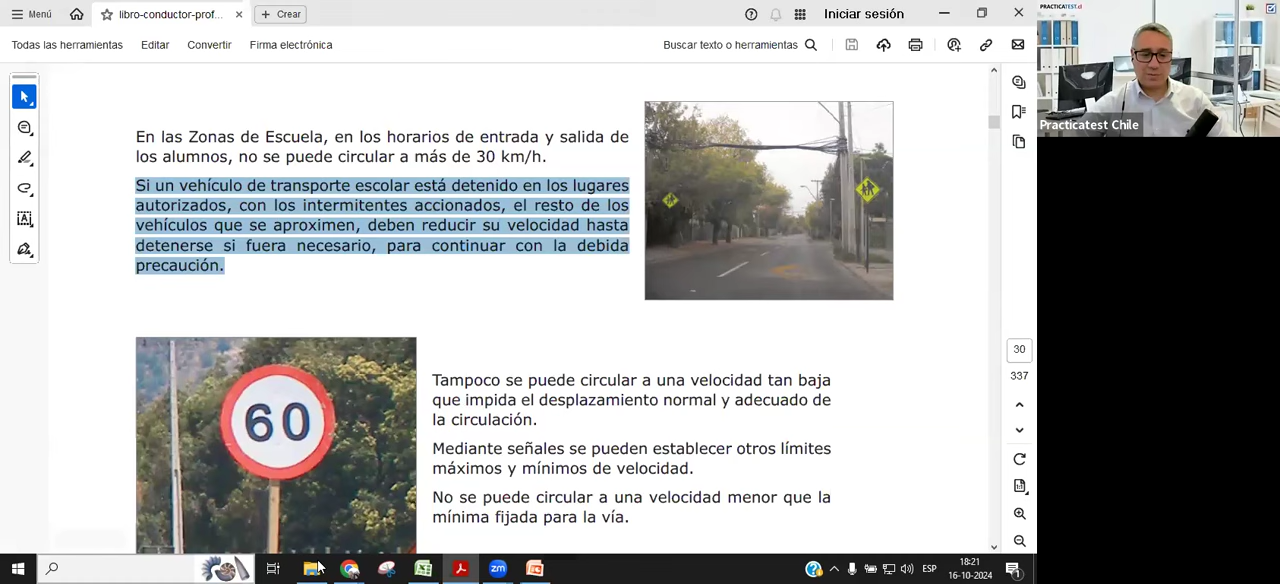 Menú
libro-conductor-prof...
Crear
Iniciar sesión
PRACTICATEST.cl
Todas las herramientas
Editar
Convertir
Firma electrónica
Buscar texto o herramientas
Practicatest Chile
En las Zonas de Escuela, en los horarios de entrada y salida de
los alumnos, no se puede circular a más de 30 km/h.
Si un vehículo de transporte escolar está detenido en los lugares
autorizados, con los intermitentes accionados, el resto de los
vehículos que se aproximen, deben reducir su velocidad hasta
detenerse si fuera necesario, para continuar con la debida
precaución.
60
Tampoco se puede circular a una velocidad tan baja
que impida el desplazamiento normal y adecuado de
la circulación.
Mediante señales se pueden establecer otros límites
máximos y mínimos de velocidad.
No se puede circular a una velocidad menor que la
mínima fijada para la vía.
30
337
zm
ESP
18:21
16-10-2024
1